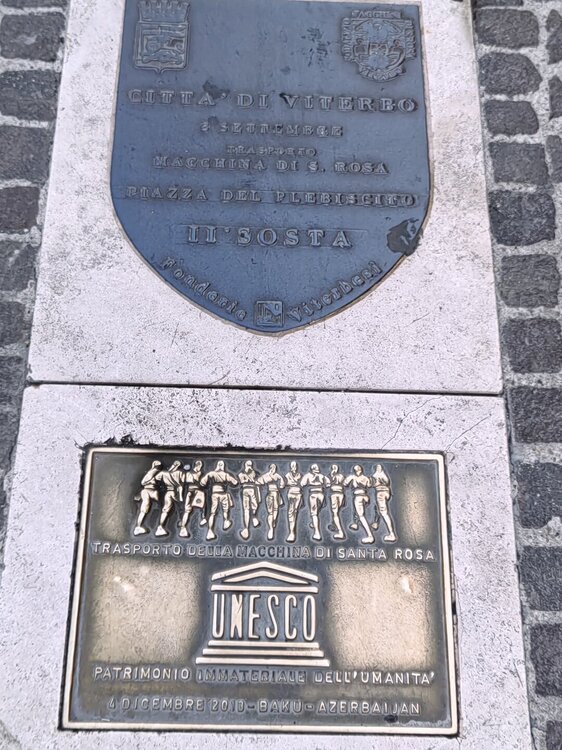 CITTA' DI VITERBO
3 SETTEMBRE
TRASPORTO
MACCHINA DI S. ROSA
PIAZZA DEL PLEBISCITO
II° SOSTA
Fonderie Viterbesi
TRASPORTO DELLA MACCHINA DI SANTA ROSA
UNESCO
PATRIMONIO IMMATERIALE DELL'UMANITA'
4 DICEMBRE 2013 - BAKU - AZERBAIJAN